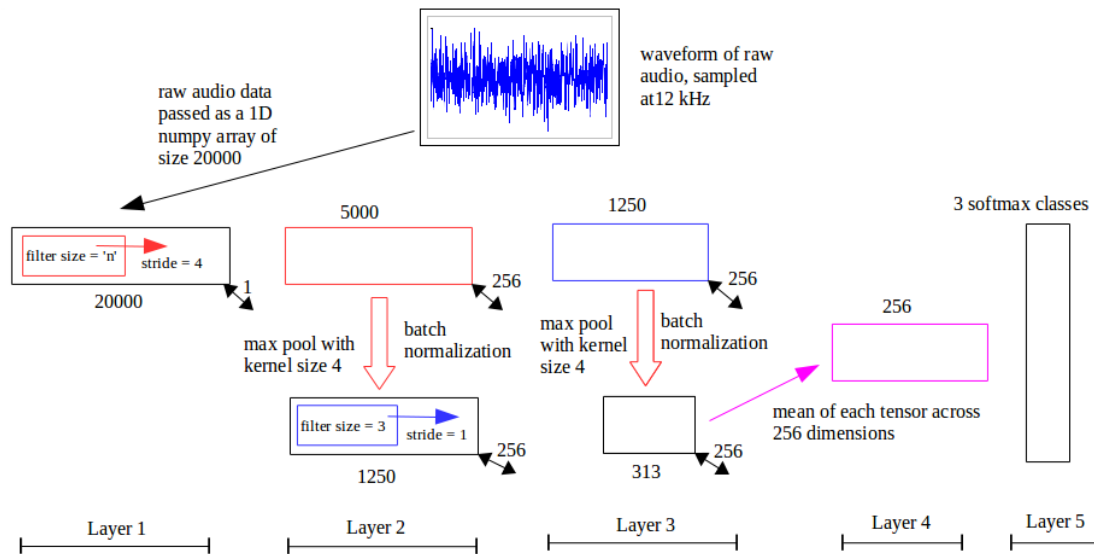 waveform of raw
audio, sampled
at12 kHz
raw audio data
passed as a 1D
numpy array of
size 20000
filter size = 'n'
stride = 4
1
20000
5000
256
max pool with
kernel size 4
batch
normalization
filter size = 3
stride = 1
256
1250
1250
256
max pool
with kernel
size 4
batch
normalization
256
313
256
mean of each tensor across
256 dimensions
3 softmax classes
Layer 1
Layer 2
Layer 3
Layer 4
Layer 5